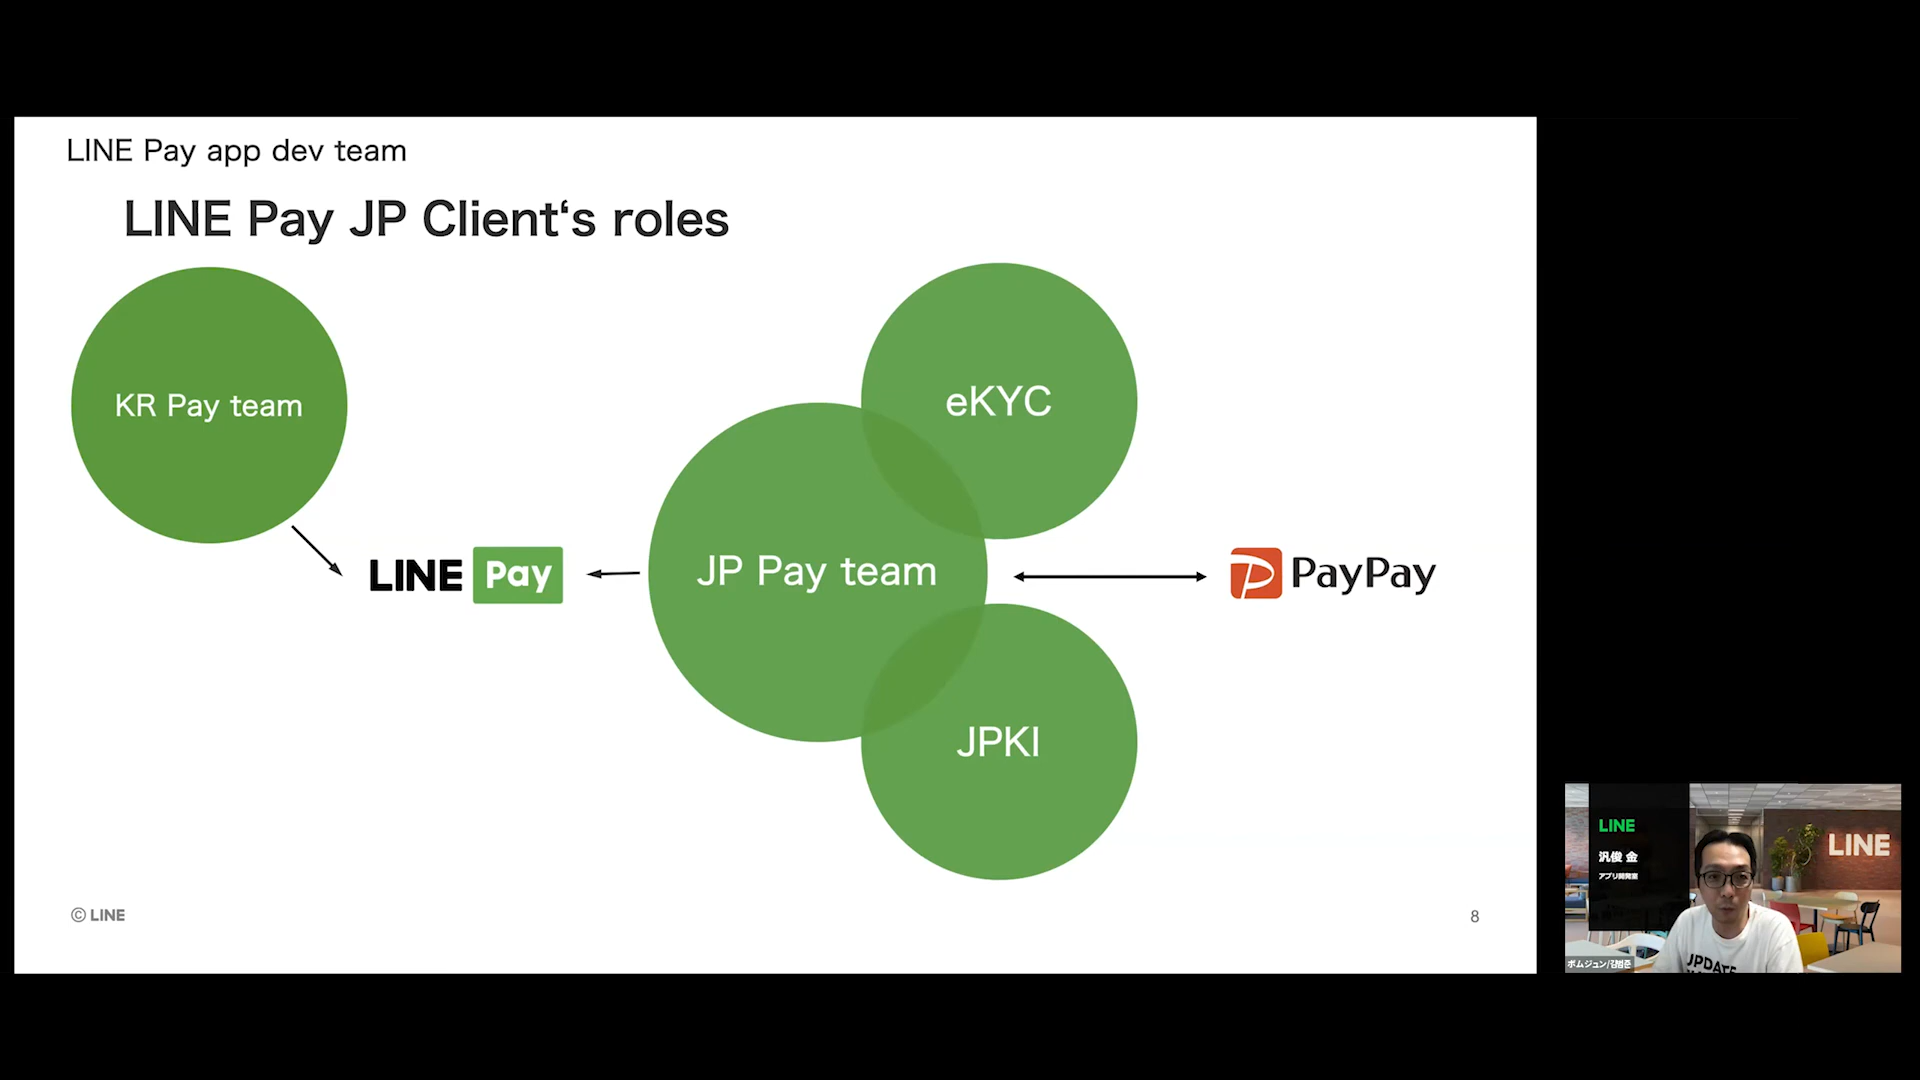 LINE Pay app dev team
LINE Pay JP Client‘s roles
KR Pay team
eKYC
LINE Pay
JP Pay team
PayPay
JPKI
© LINE
8
LINE
汎俊 金
アプリ開発室
LINE
UPDATE
ボムジュン/김범준